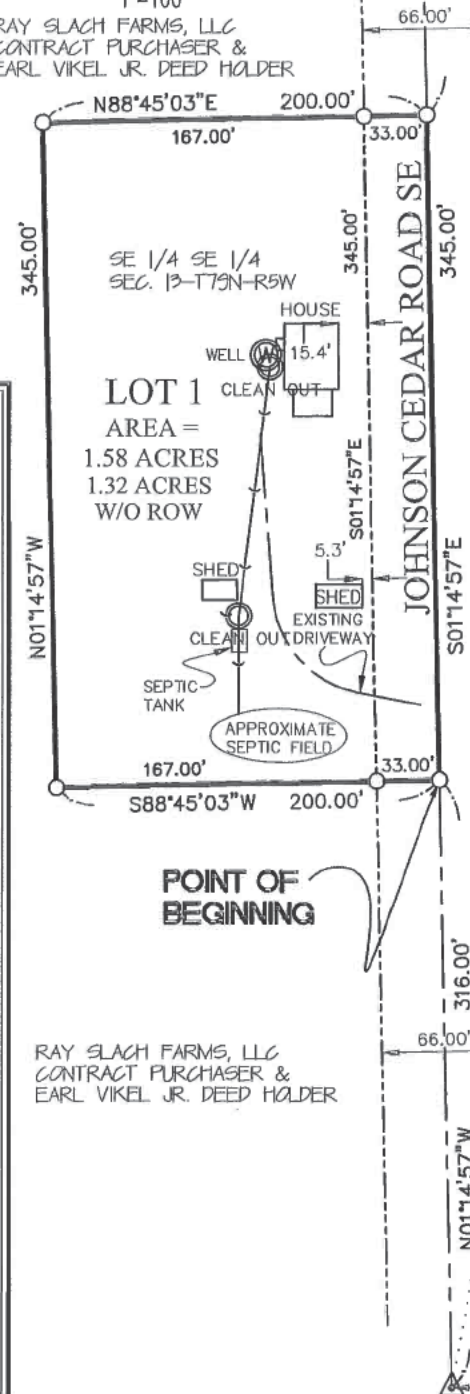 1"=100'
RAY SLACH FARMS, LLC
CONTRACT PURCHASER &
EARL VIKEL JR. DEED HOLDER
66.00'
N88°45'03"E 200.00'
167.00' 33.00'
345.00'
345.00'
JOHNSON CEDAR ROAD SE
SE 1/4 SE 1/4
SEC. 13-T79N-R5W
HOUSE
WELL W 15.4'
CLEAN OUT
LOT 1
AREA =
1.58 ACRES
1.32 ACRES
W/O ROW
S01°14'57"E
N01°14'57"W
S01°14'57"E
5.3'
SHED
SHED
EXISTING
DRIVEWAY
CLEAN OUT
SEPTIC
TANK
APPROXIMATE
SEPTIC FIELD
167.00' 33.00'
S88°45'03"W 200.00'
POINT OF
BEGINNING
316.00'
66.00'
RAY SLACH FARMS, LLC
CONTRACT PURCHASER &
EARL VIKEL JR. DEED HOLDER
N01°14'57"W